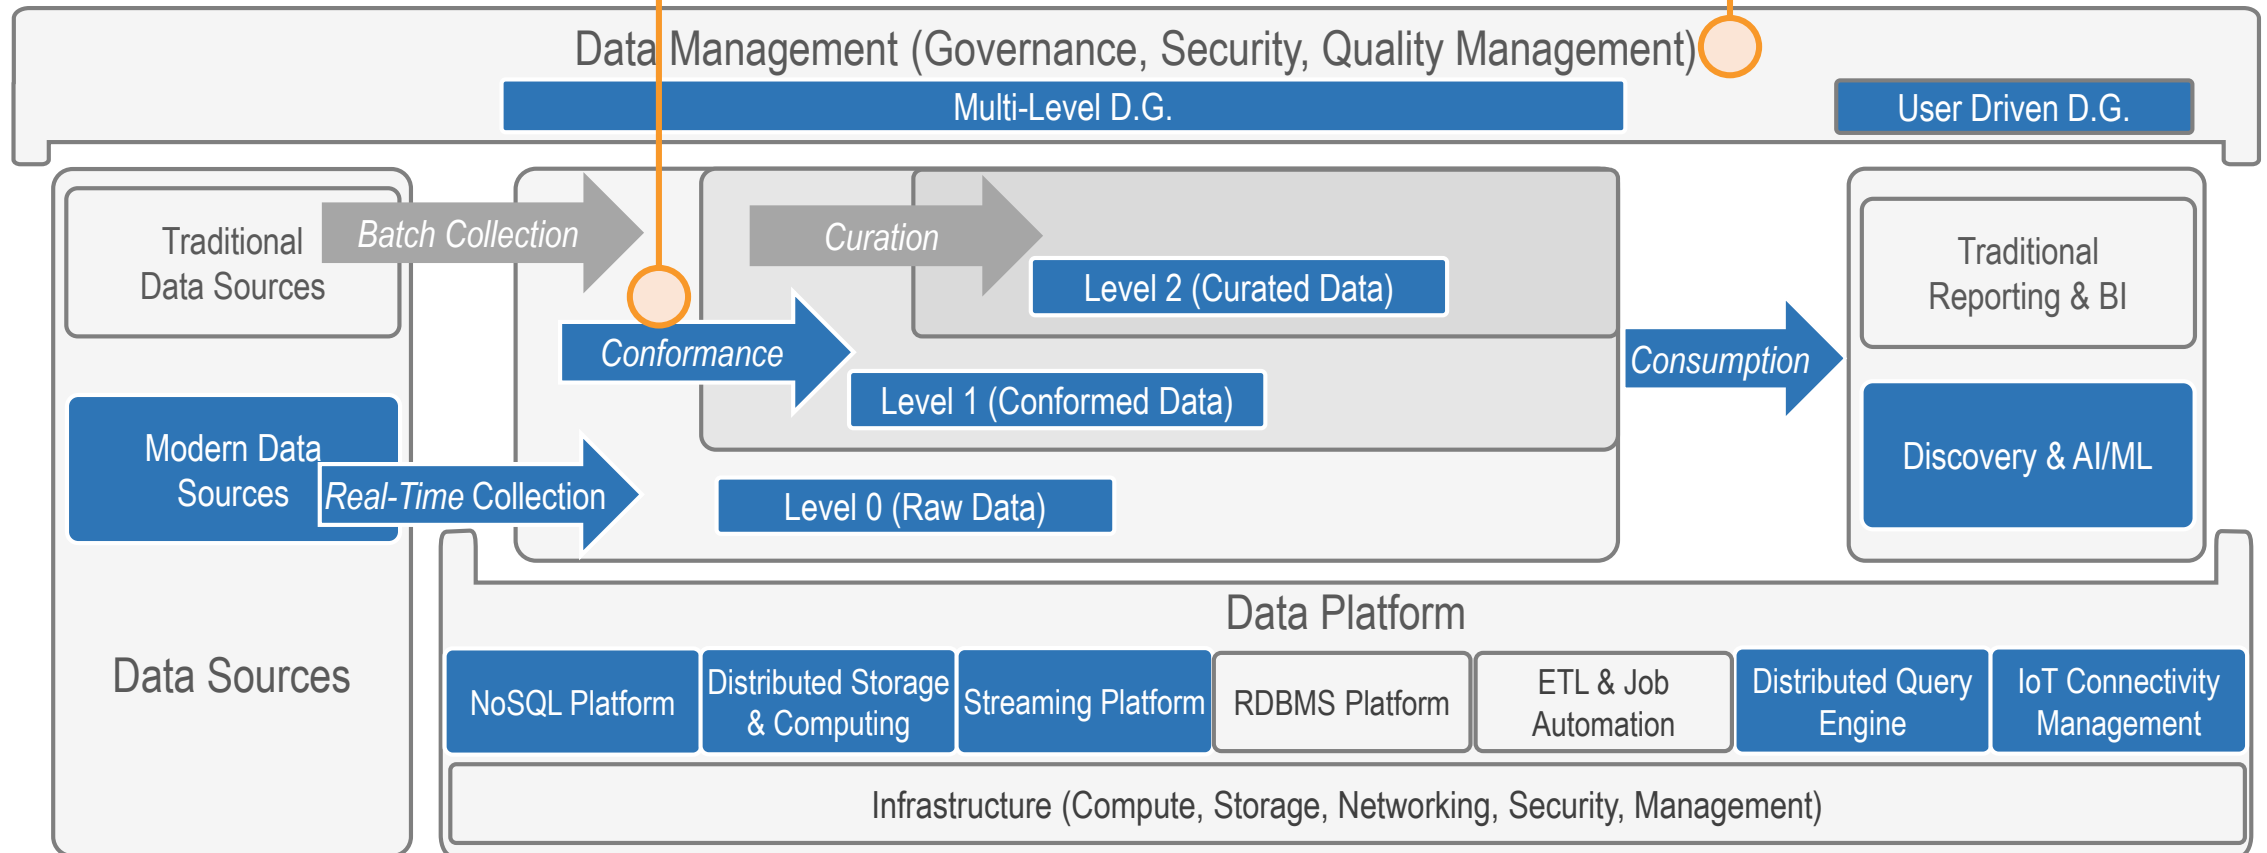 Data Management (Governance, Security, Quality Management)
Multi-Level D.G.
User Driven D.G.
Traditional
Data Sources
Batch Collection
Curation
Level 2 (Curated Data)
Traditional
Reporting & BI
Conformance
Consumption
Level 1 (Conformed Data)
Modern Data
Sources
Real-Time Collection
Level 0 (Raw Data)
Discovery & AI/ML
Data Sources
Data Platform
NoSQL Platform
Distributed Storage
& Computing
Streaming Platform
RDBMS Platform
ETL & Job
Automation
Distributed Query
Engine
IoT Connectivity
Management
Infrastructure (Compute, Storage, Networking, Security, Management)